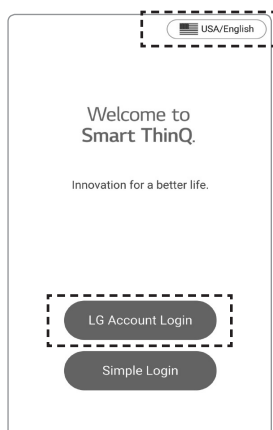 USA/English
Welcome to
Smart ThinQ.
Innovation for a better life.
LG Account Login
Simple Login